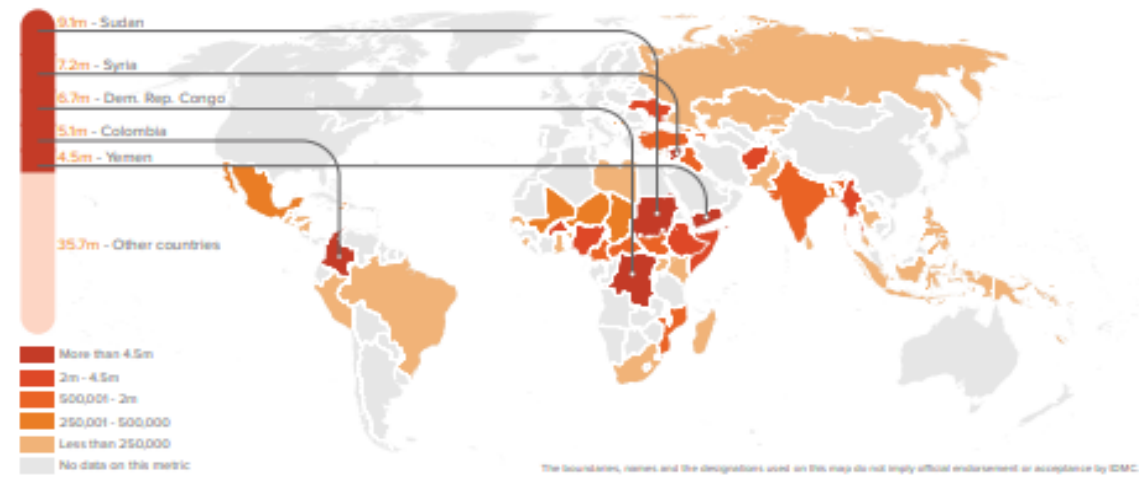 9.1m - Sudan
7.2m - Syria
6.7m - Dem. Rep. Congo
5.1m - Colombia
4.5m - Yemen
35.7m - Other countries
More than 4.5m
2m - 4.5m
500,001 - 2m
250,001 - 500,000
Less than 250,000
No data on this metric
The boundaries, names and the designations used on this map do not imply official endorsement or acceptance by IDMC.